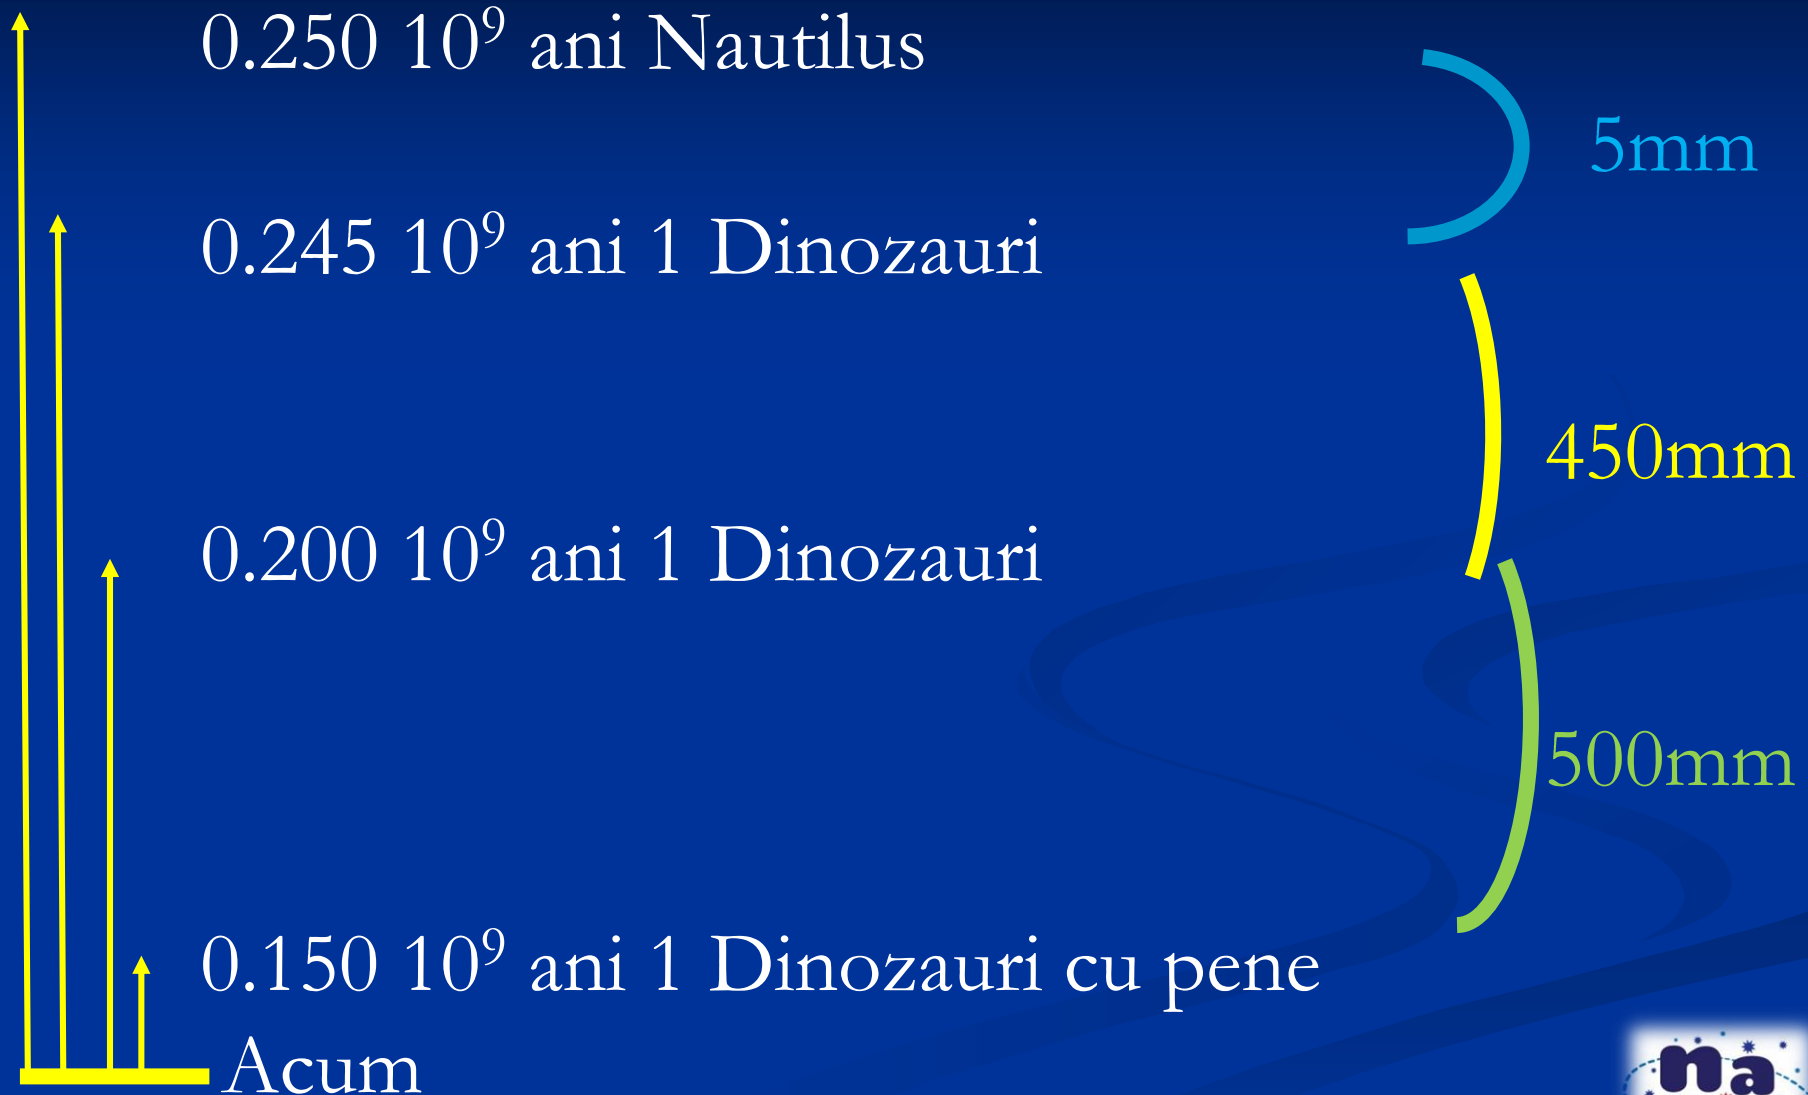 0.250 10⁹ ani Nautilus
5mm
0.245 10⁹ ani 1 Dinozauri
450mm
0.200 10⁹ ani 1 Dinozauri
500mm
0.150 10⁹ ani 1 Dinozauri cu pene
Acum
na